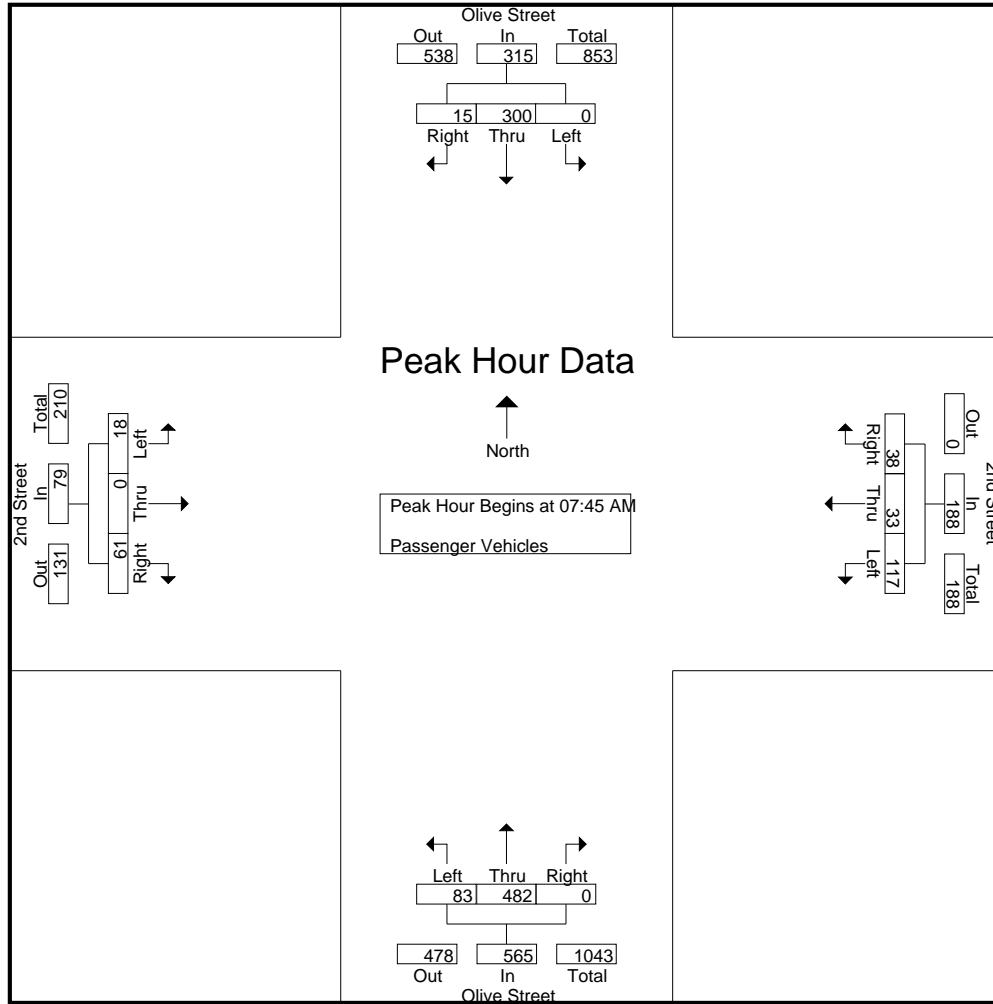 Olive Street
Out In Total
538 315 853
15 300 0
Right Thru Left
Peak Hour Data
North
Peak Hour Begins at 07:45 AM
Passenger Vehicles
2nd Street
Total In Out
210 79 131
18 0 61
Left Thru Right
Right Thru Left
38 33 117
0 188 188
Out In Total
2nd Street
Left Thru Right
83 482 0
478 565 1043
Out In Total
Olive Street